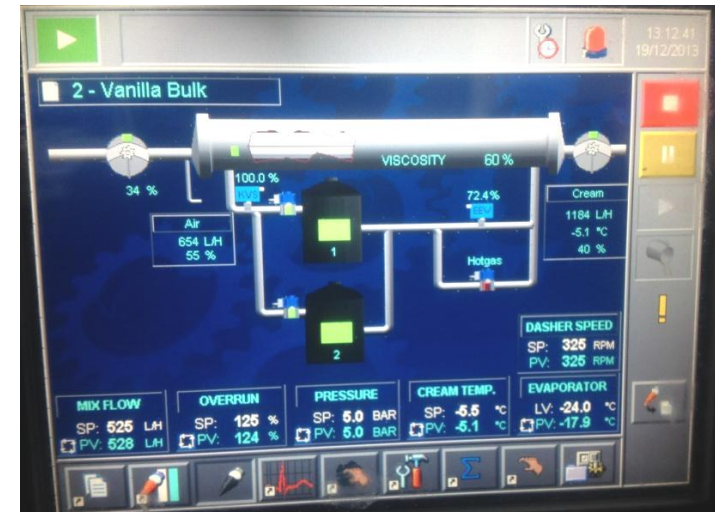 13:12:41
19/12/2013
2 - Vanilla Bulk
VISCOSITY 60 %
34 %
100.0 %
KVS
72.4%
Air
654 L/H
55 %
1
Cream
1184 L/H
-5.1 °C
40 %
Hotgas
2
DASHER SPEED
SP: 325 RPM
PV: 325 RPM
MIX FLOW
SP: 525 L/H
PV: 528 L/H
OVERRUN
SP: 125 %
PV: 124 %
PRESSURE
SP: 5.0 BAR
PV: 5.0 BAR
CREAM TEMP.
SP: -5.5 °C
PV: -5.1 °C
EVAPORATOR
LV: -24.0 °C
PV: -17.9 °C